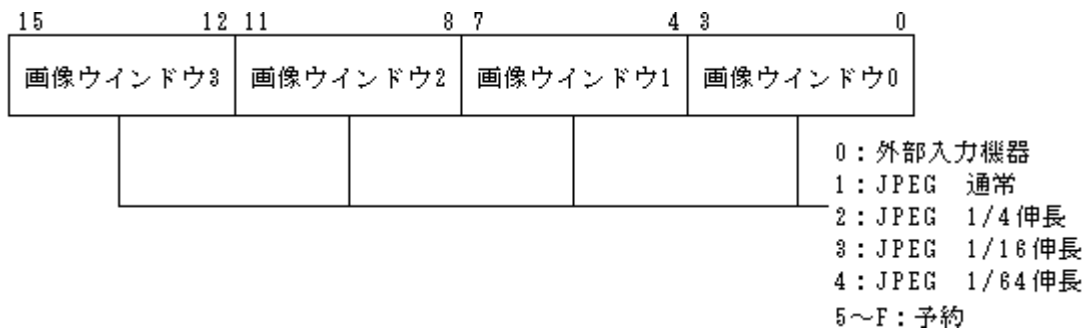 15 12 11 8 7 4 3 0
画像ウインドウ3 画像ウインドウ2 画像ウインドウ1 画像ウインドウ0
0：外部入力機器
1：JPEG　通常
2：JPEG　1/4伸長
3：JPEG　1/16伸長
4：JPEG　1/64伸長
5～F：予約